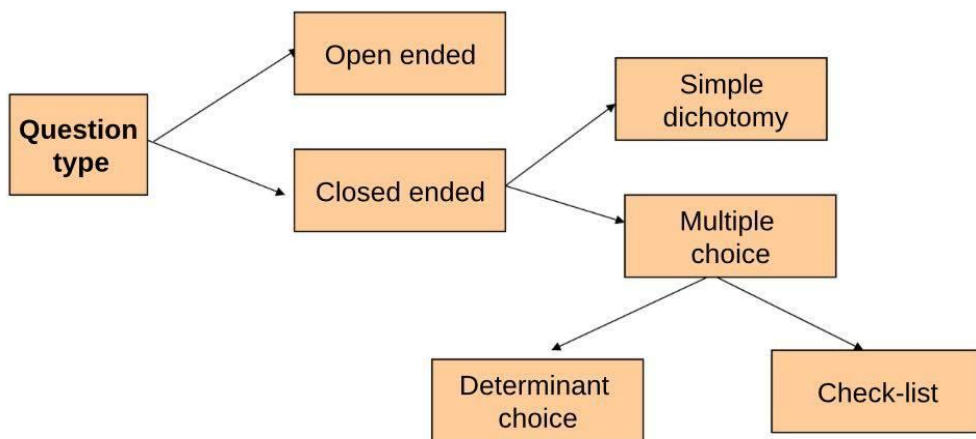 Question
type
Open ended
Closed ended
Simple
dichotomy
Multiple
choice
Determinant
choice
Check-list